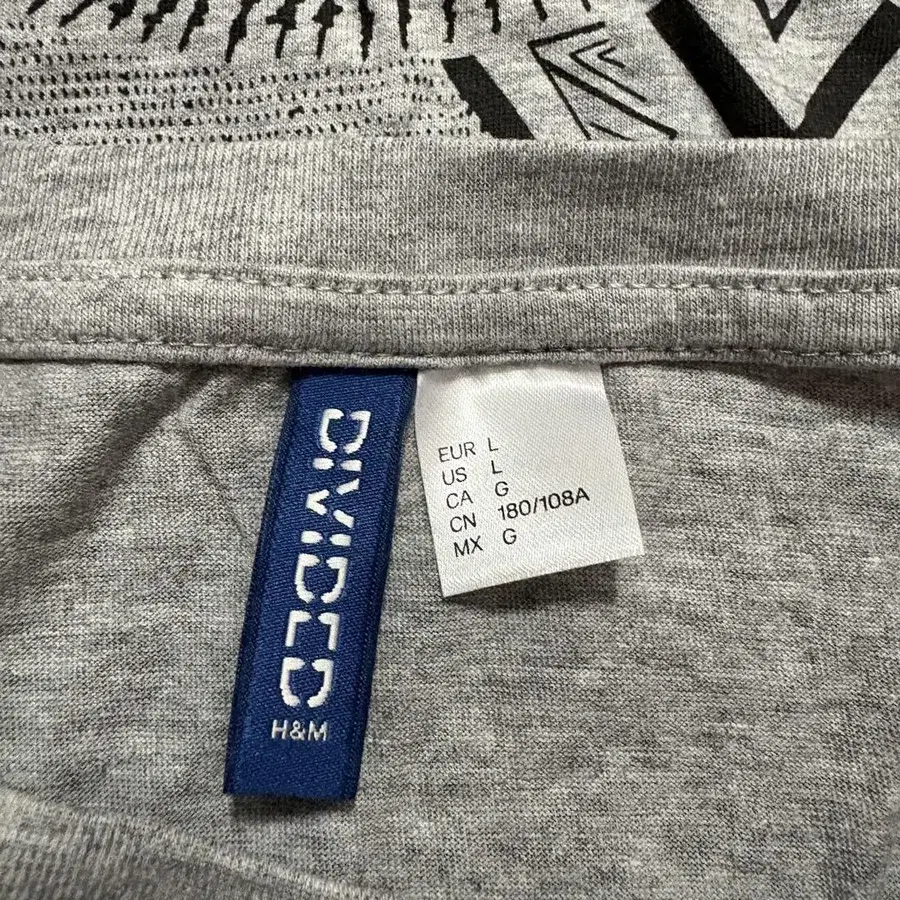 DIVIDED
H&M
EUR L
US L
CA G
CN 180/108A
MX G